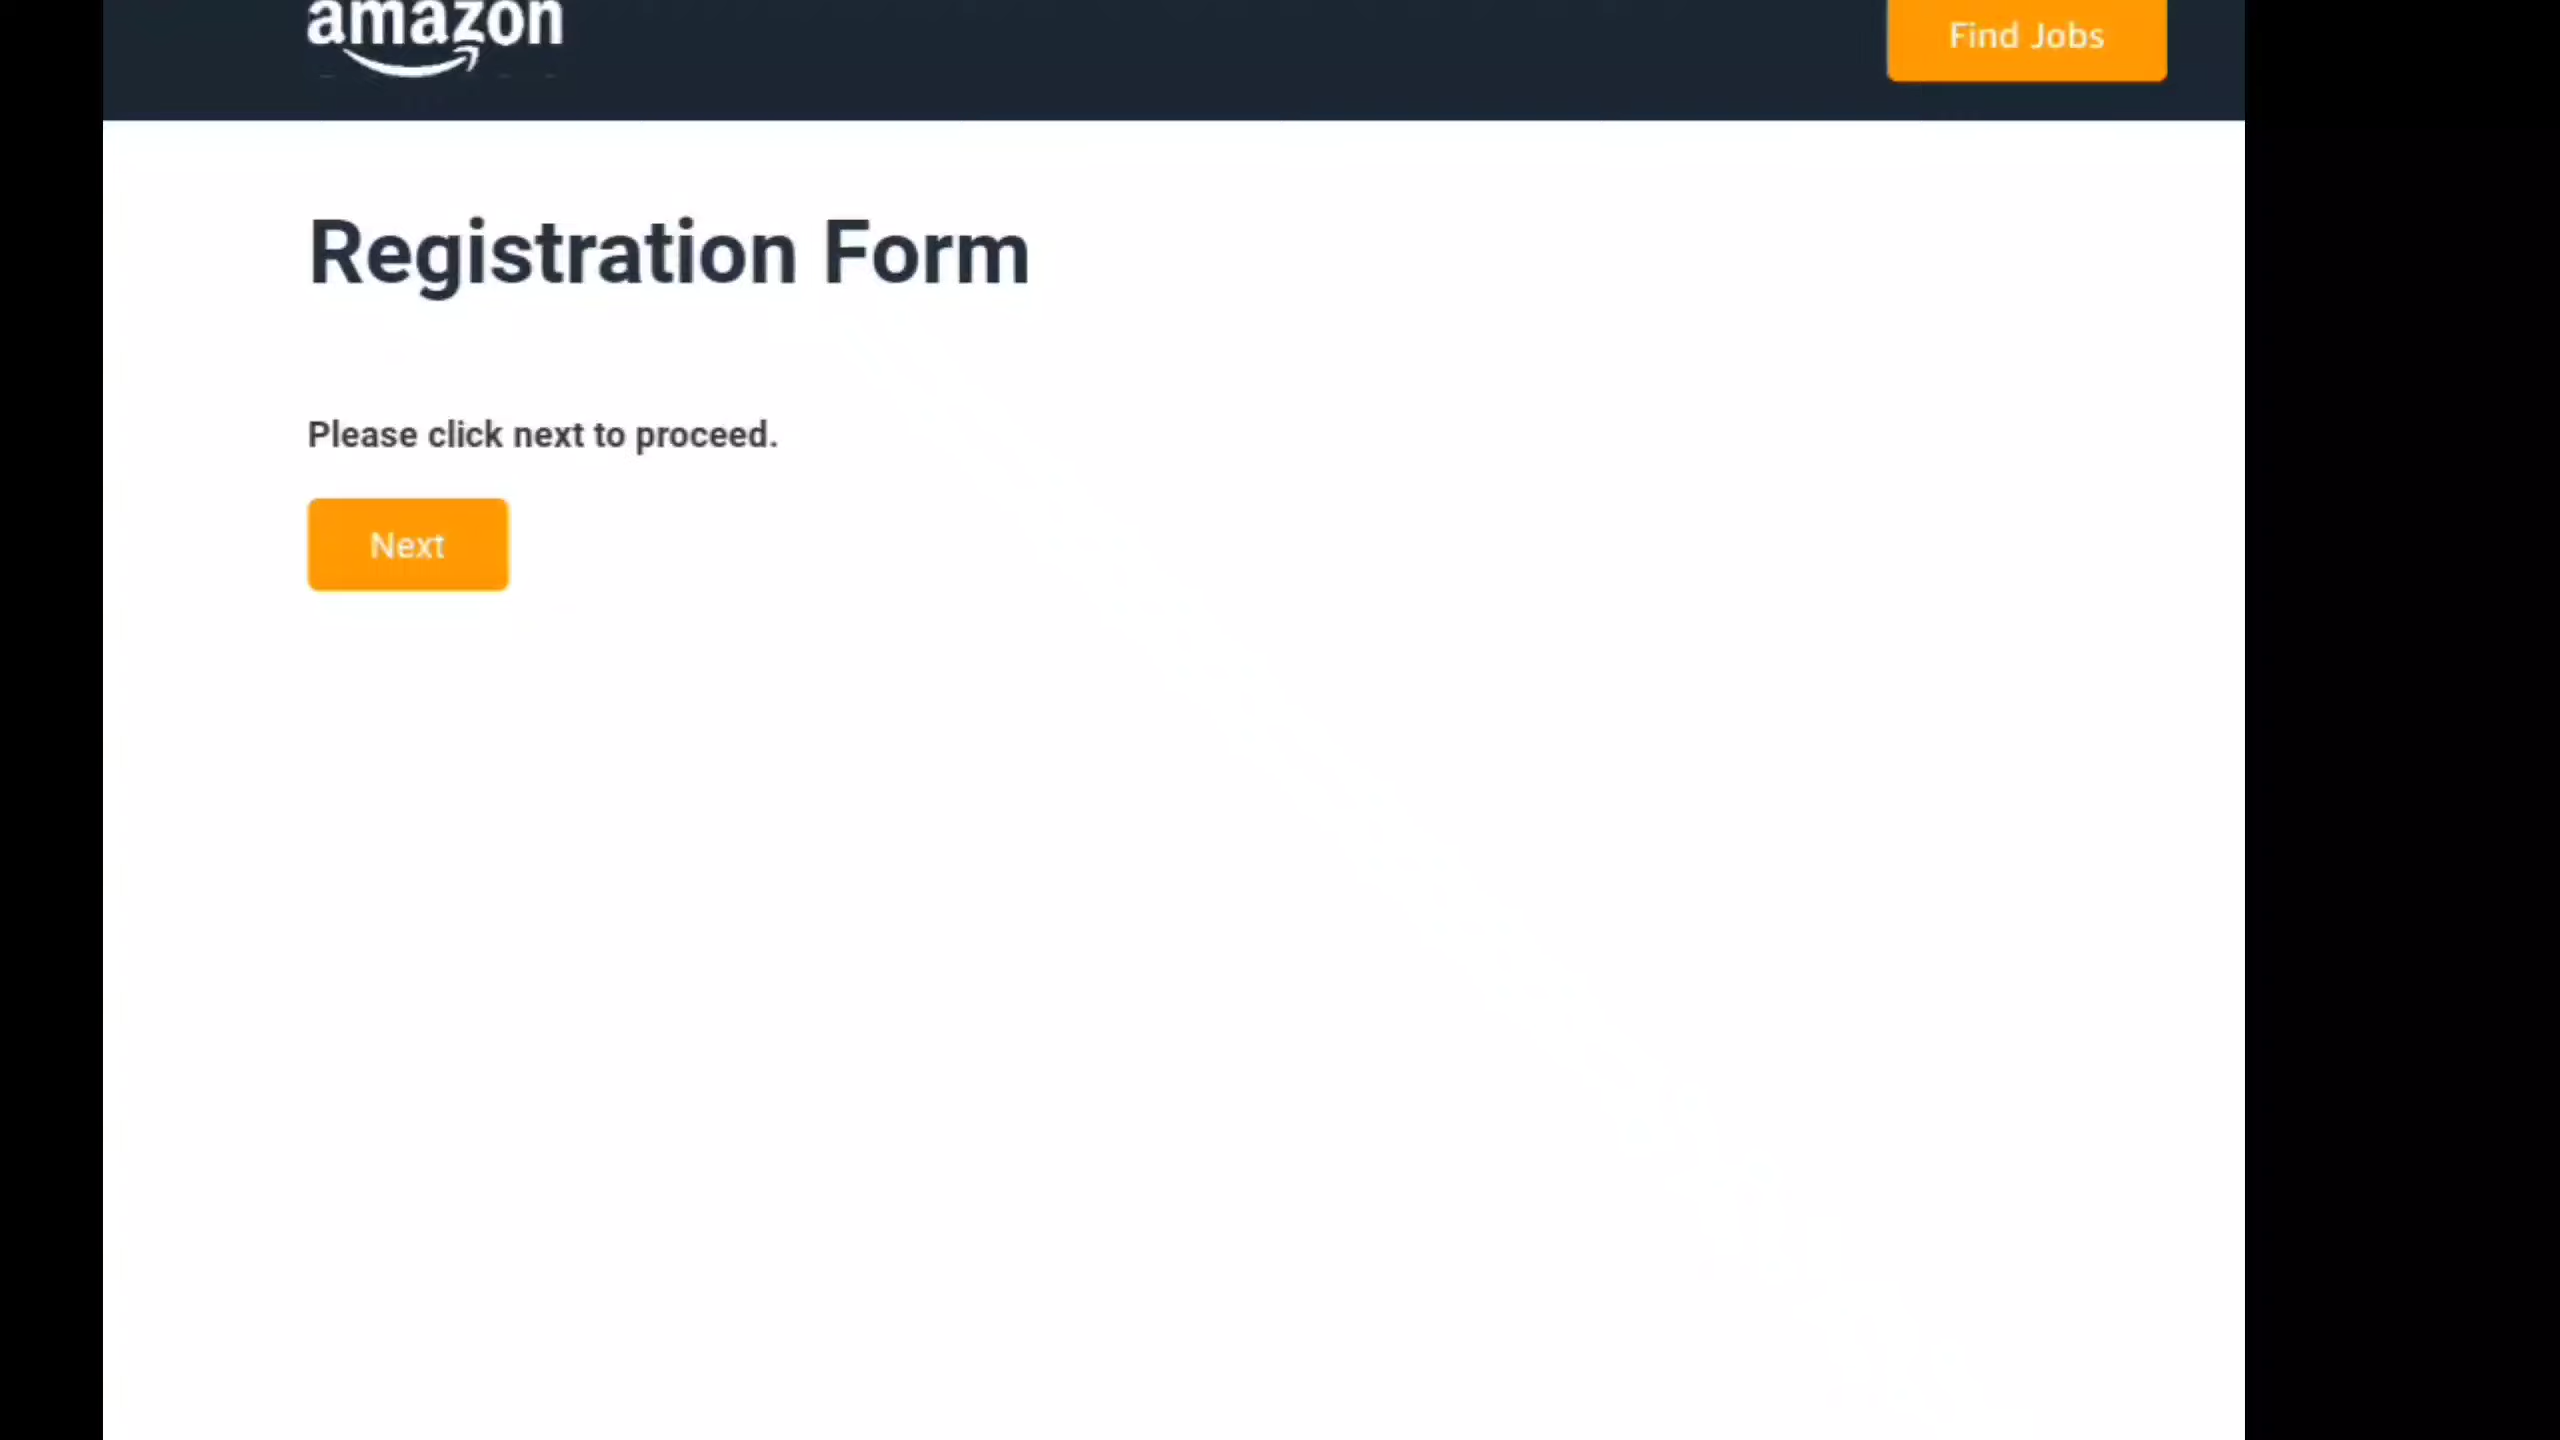 amazon
Find Jobs
Registration Form
Please click next to proceed.
Next